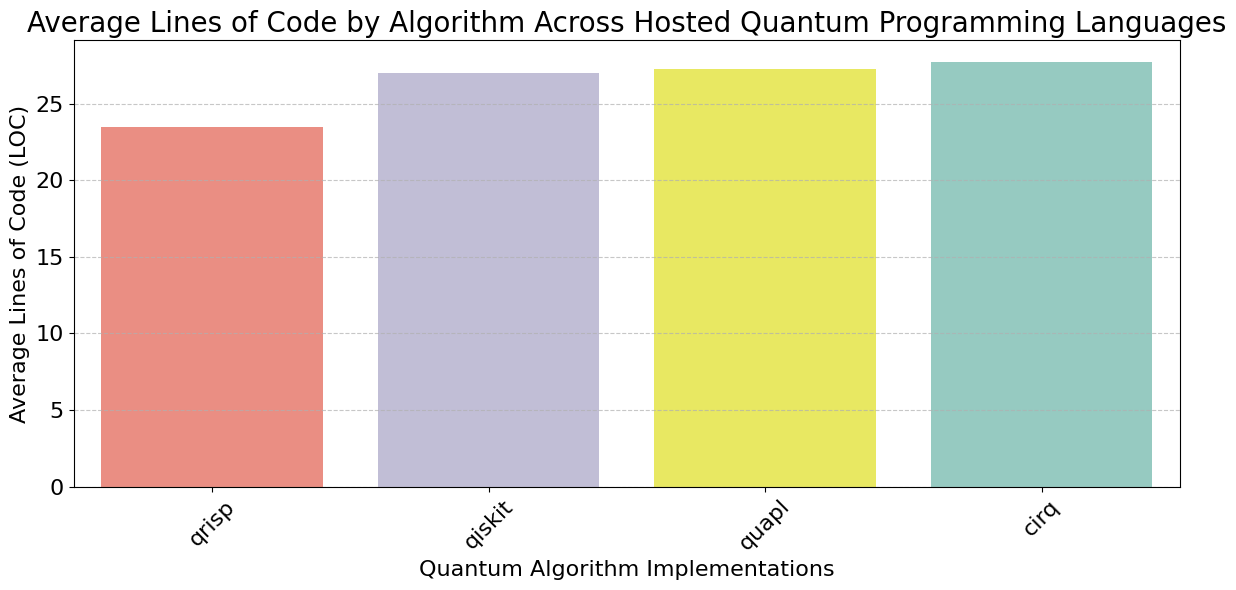 Average Lines of Code by Algorithm Across Hosted Quantum Programming Languages
Average Lines of Code (LOC)
25
20
15
10
5
0
qrisp
qiskit
quapl
cirq
Quantum Algorithm Implementations